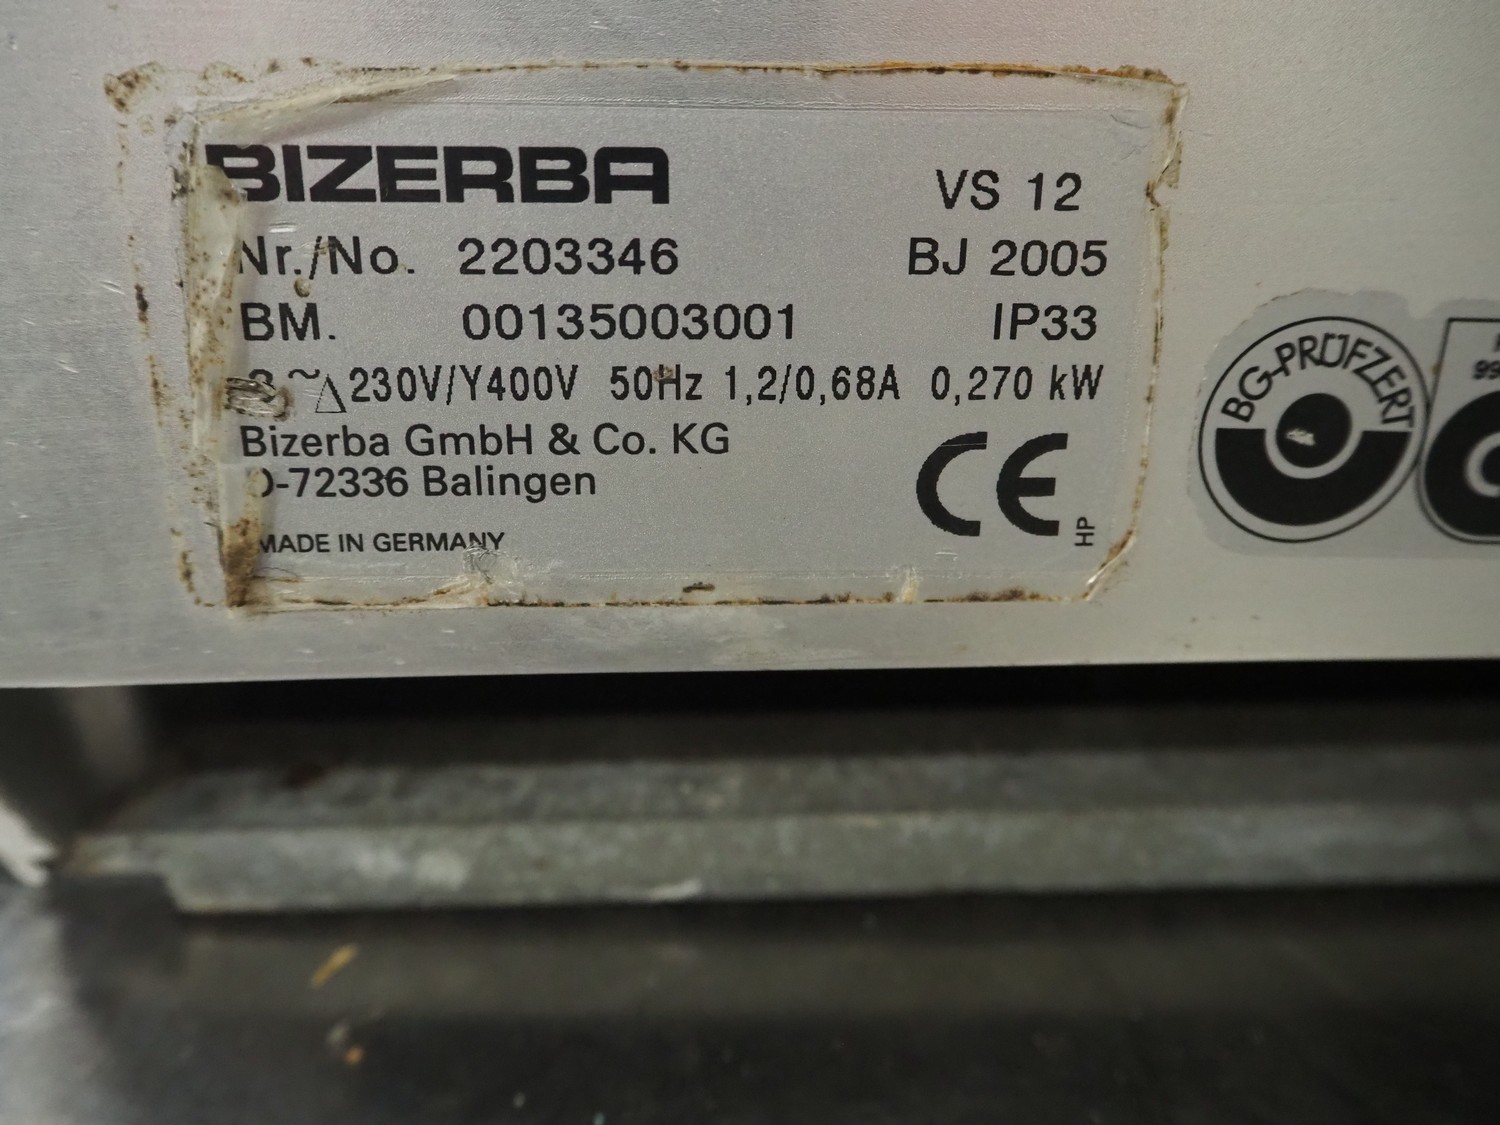 BIZERBA VS 12
Nr./No. 2203346 BJ 2005
BM. 00135003001 IP33
3 ~ △ 230V/Y400V 50Hz 1,2/0,68A 0,270 kW
Bizerba GmbH & Co. KG
D-72336 Balingen
MADE IN GERMANY
CE
HP
BG-PRÜFZERT